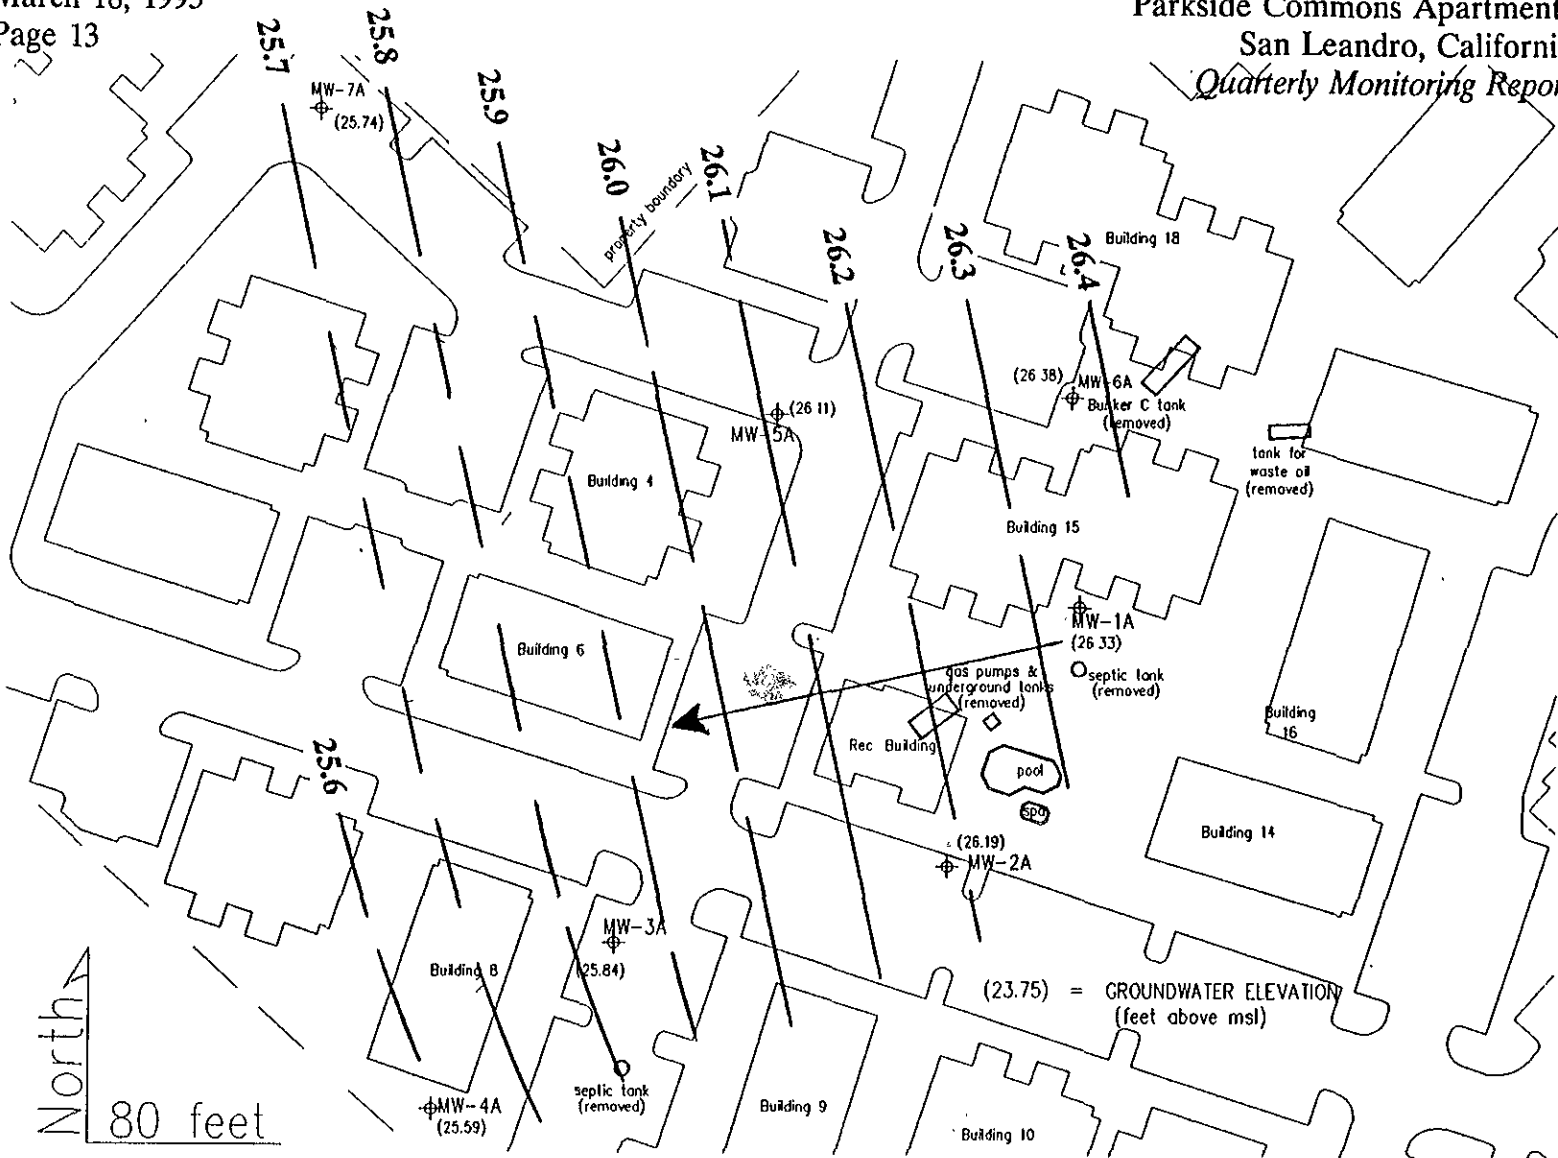 March 18, 1993
Page 13
Parkside Commons Apartment
San Leandro, Californi
Quarterly Monitoring Repor
25.7
25.8
25.9
26.0
26.1
26.2
26.3
26.4
MW-7A
(25.74)
property boundary
Building 18
(26 38)
MW-6A
Bunker C tank
(removed)
(26 11)
MW-5A
tank for
waste oil
(removed)
Building 4
Building 15
MW-1A
(26 33)
Building 6
gas pumps &
underground tanks
(removed)
septic tank
(removed)
Building
16
Rec Building
pool
spa
25.6
Building 14
(26.19)
MW-2A
MW-3A
(25.84)
Building 8
(23.75) = GROUNDWATER ELEVATION
(feet above msl)
North
80 feet
septic tank
(removed)
MW-4A
(25.59)
Building 9
Building 10